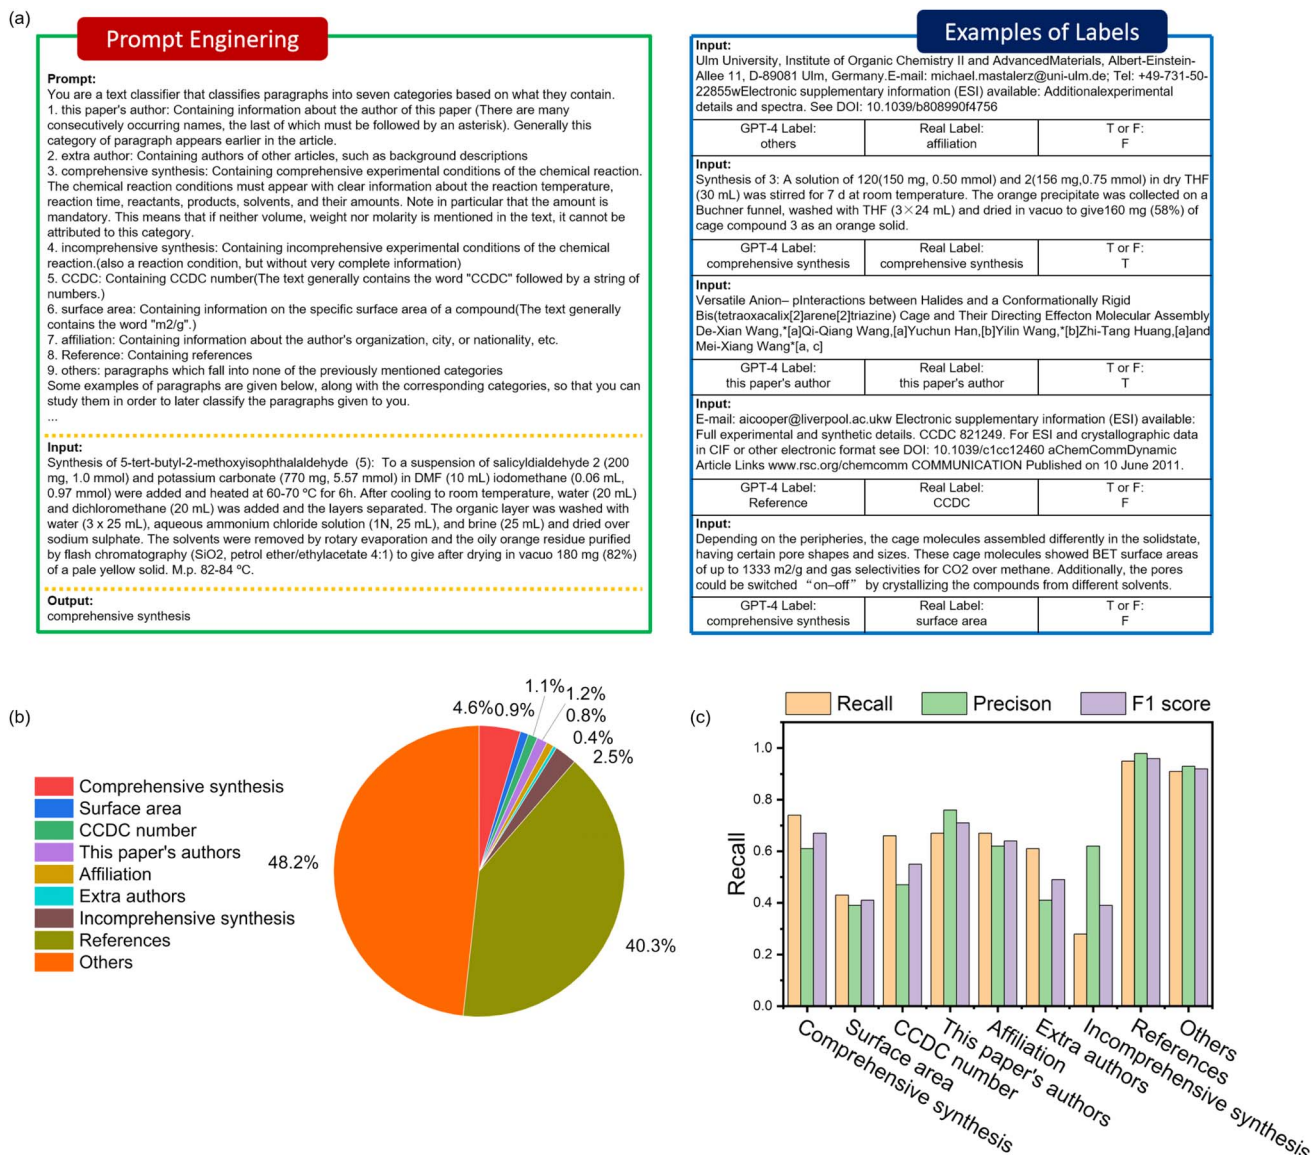 (a)
Prompt Enginering
Prompt:
You are a text classifier that classifies paragraphs into seven categories based on what they contain.
1. this paper's author: Containing information about the author of this paper (There are many
consecutively occurring names, the last of which must be followed by an asterisk). Generally this
category of paragraph appears earlier in the article.
2. extra author: Containing authors of other articles, such as background descriptions
3. comprehensive synthesis: Containing comprehensive experimental conditions of the chemical reaction.
The chemical reaction conditions must appear with clear information about the reaction temperature,
reaction time, reactants, products, solvents, and their amounts. Note in particular that the amount is
mandatory. This means that if neither volume, weight nor molarity is mentioned in the text, it cannot be
attributed to this category.
4. incomprehensive synthesis: Containing incomprehensive experimental conditions of the chemical
reaction.(also a reaction condition, but without very complete information)
5. CCDC: Containing CCDC number(The text generally contains the word "CCDC" followed by a string of
numbers.)
6. surface area: Containing information on the specific surface area of a compound(The text generally
contains the word "m2/g".)
7. affiliation: Containing information about the author's organization, city, or nationality, etc.
8. Reference: Containing references
9. others: paragraphs which fall into none of the previously mentioned categories
Some examples of paragraphs are given below, along with the corresponding categories, so that you can
study them in order to later classify the paragraphs given to you.
...
Input:
Synthesis of 5-tert-butyl-2-methoxyisophthalaldehyde (5): To a suspension of salicyldialdehyde 2 (200
mg, 1.0 mmol) and potassium carbonate (770 mg, 5.57 mmol) in DMF (10 mL) iodomethane (0.06 mL,
0.97 mmol) were added and heated at 60-70 ºC for 6h. After cooling to room temperature, water (20 mL)
and dichloromethane (20 mL) was added and the layers separated. The organic layer was washed with
water (3 x 25 mL), aqueous ammonium chloride solution (1N, 25 mL), and brine (25 mL) and dried over
sodium sulphate. The solvents were removed by rotary evaporation and the oily orange residue purified
by flash chromatography (SiO2, petrol ether/ethylacetate 4:1) to give after drying in vacuo 180 mg (82%)
of a pale yellow solid. M.p. 82-84 ºC.
Output:
comprehensive synthesis
Examples of Labels
Input:
Ulm University, Institute of Organic Chemistry II and AdvancedMaterials, Albert-Einstein-
Allee 11, D-89081 Ulm, Germany.E-mail: michael.mastalerz@uni-ulm.de; Tel: +49-731-50-
22855wElectronic supplementary information (ESI) available: Additionalexperimental
details and spectra. See DOI: 10.1039/b808990f4756
GPT-4 Label: Real Label: T or F:
others affiliation F
Input:
Synthesis of 3: A solution of 120(150 mg, 0.50 mmol) and 2(156 mg,0.75 mmol) in dry THF
(30 mL) was stirred for 7 d at room temperature. The orange precipitate was collected on a
Buchner funnel, washed with THF (3×24 mL) and dried in vacuo to give160 mg (58%) of
cage compound 3 as an orange solid.
GPT-4 Label: Real Label: T or F:
comprehensive synthesis comprehensive synthesis T
Input:
Versatile Anion– pInteractions between Halides and a Conformationally Rigid
Bis(tetraoxacalix[2]arene[2]triazine) Cage and Their Directing Effecton Molecular Assembly
De-Xian Wang,*[a]Qi-Qiang Wang,[a]Yuchun Han,[b]Yilin Wang,*[b]Zhi-Tang Huang,[a]and
Mei-Xiang Wang*[a, c]
GPT-4 Label: Real Label: T or F:
this paper's author this paper's author T
Input:
E-mail: aicooper@liverpool.ac.ukw Electronic supplementary information (ESI) available:
Full experimental and synthetic details. CCDC 821249. For ESI and crystallographic data
in CIF or other electronic format see DOI: 10.1039/c1cc12460 aChemCommDynamic
Article Links www.rsc.org/chemcomm COMMUNICATION Published on 10 June 2011.
GPT-4 Label: Real Label: T or F:
Reference CCDC F
Input:
Depending on the peripheries, the cage molecules assembled differently in the solidstate,
having certain pore shapes and sizes. These cage molecules showed BET surface areas
of up to 1333 m2/g and gas selectivities for CO2 over methane. Additionally, the pores
could be switched “on–off” by crystallizing the compounds from different solvents.
GPT-4 Label: Real Label: T or F:
comprehensive synthesis surface area F
(b)
Comprehensive synthesis
Surface area
CCDC number
This paper's authors
Affiliation
Extra authors
Incomprehensive synthesis
References
Others
4.6%
0.9%
1.1%
1.2%
0.8%
0.4%
2.5%
40.3%
48.2%
(c)
Recall Precison F1 score
Recall
1.0
0.8
0.6
0.4
0.2
0.0
Comprehensive synthesis
Surface area
CCDC number
This paper's authors
Affiliation
Extra authors
Incomprehensive synthesis
References
Others